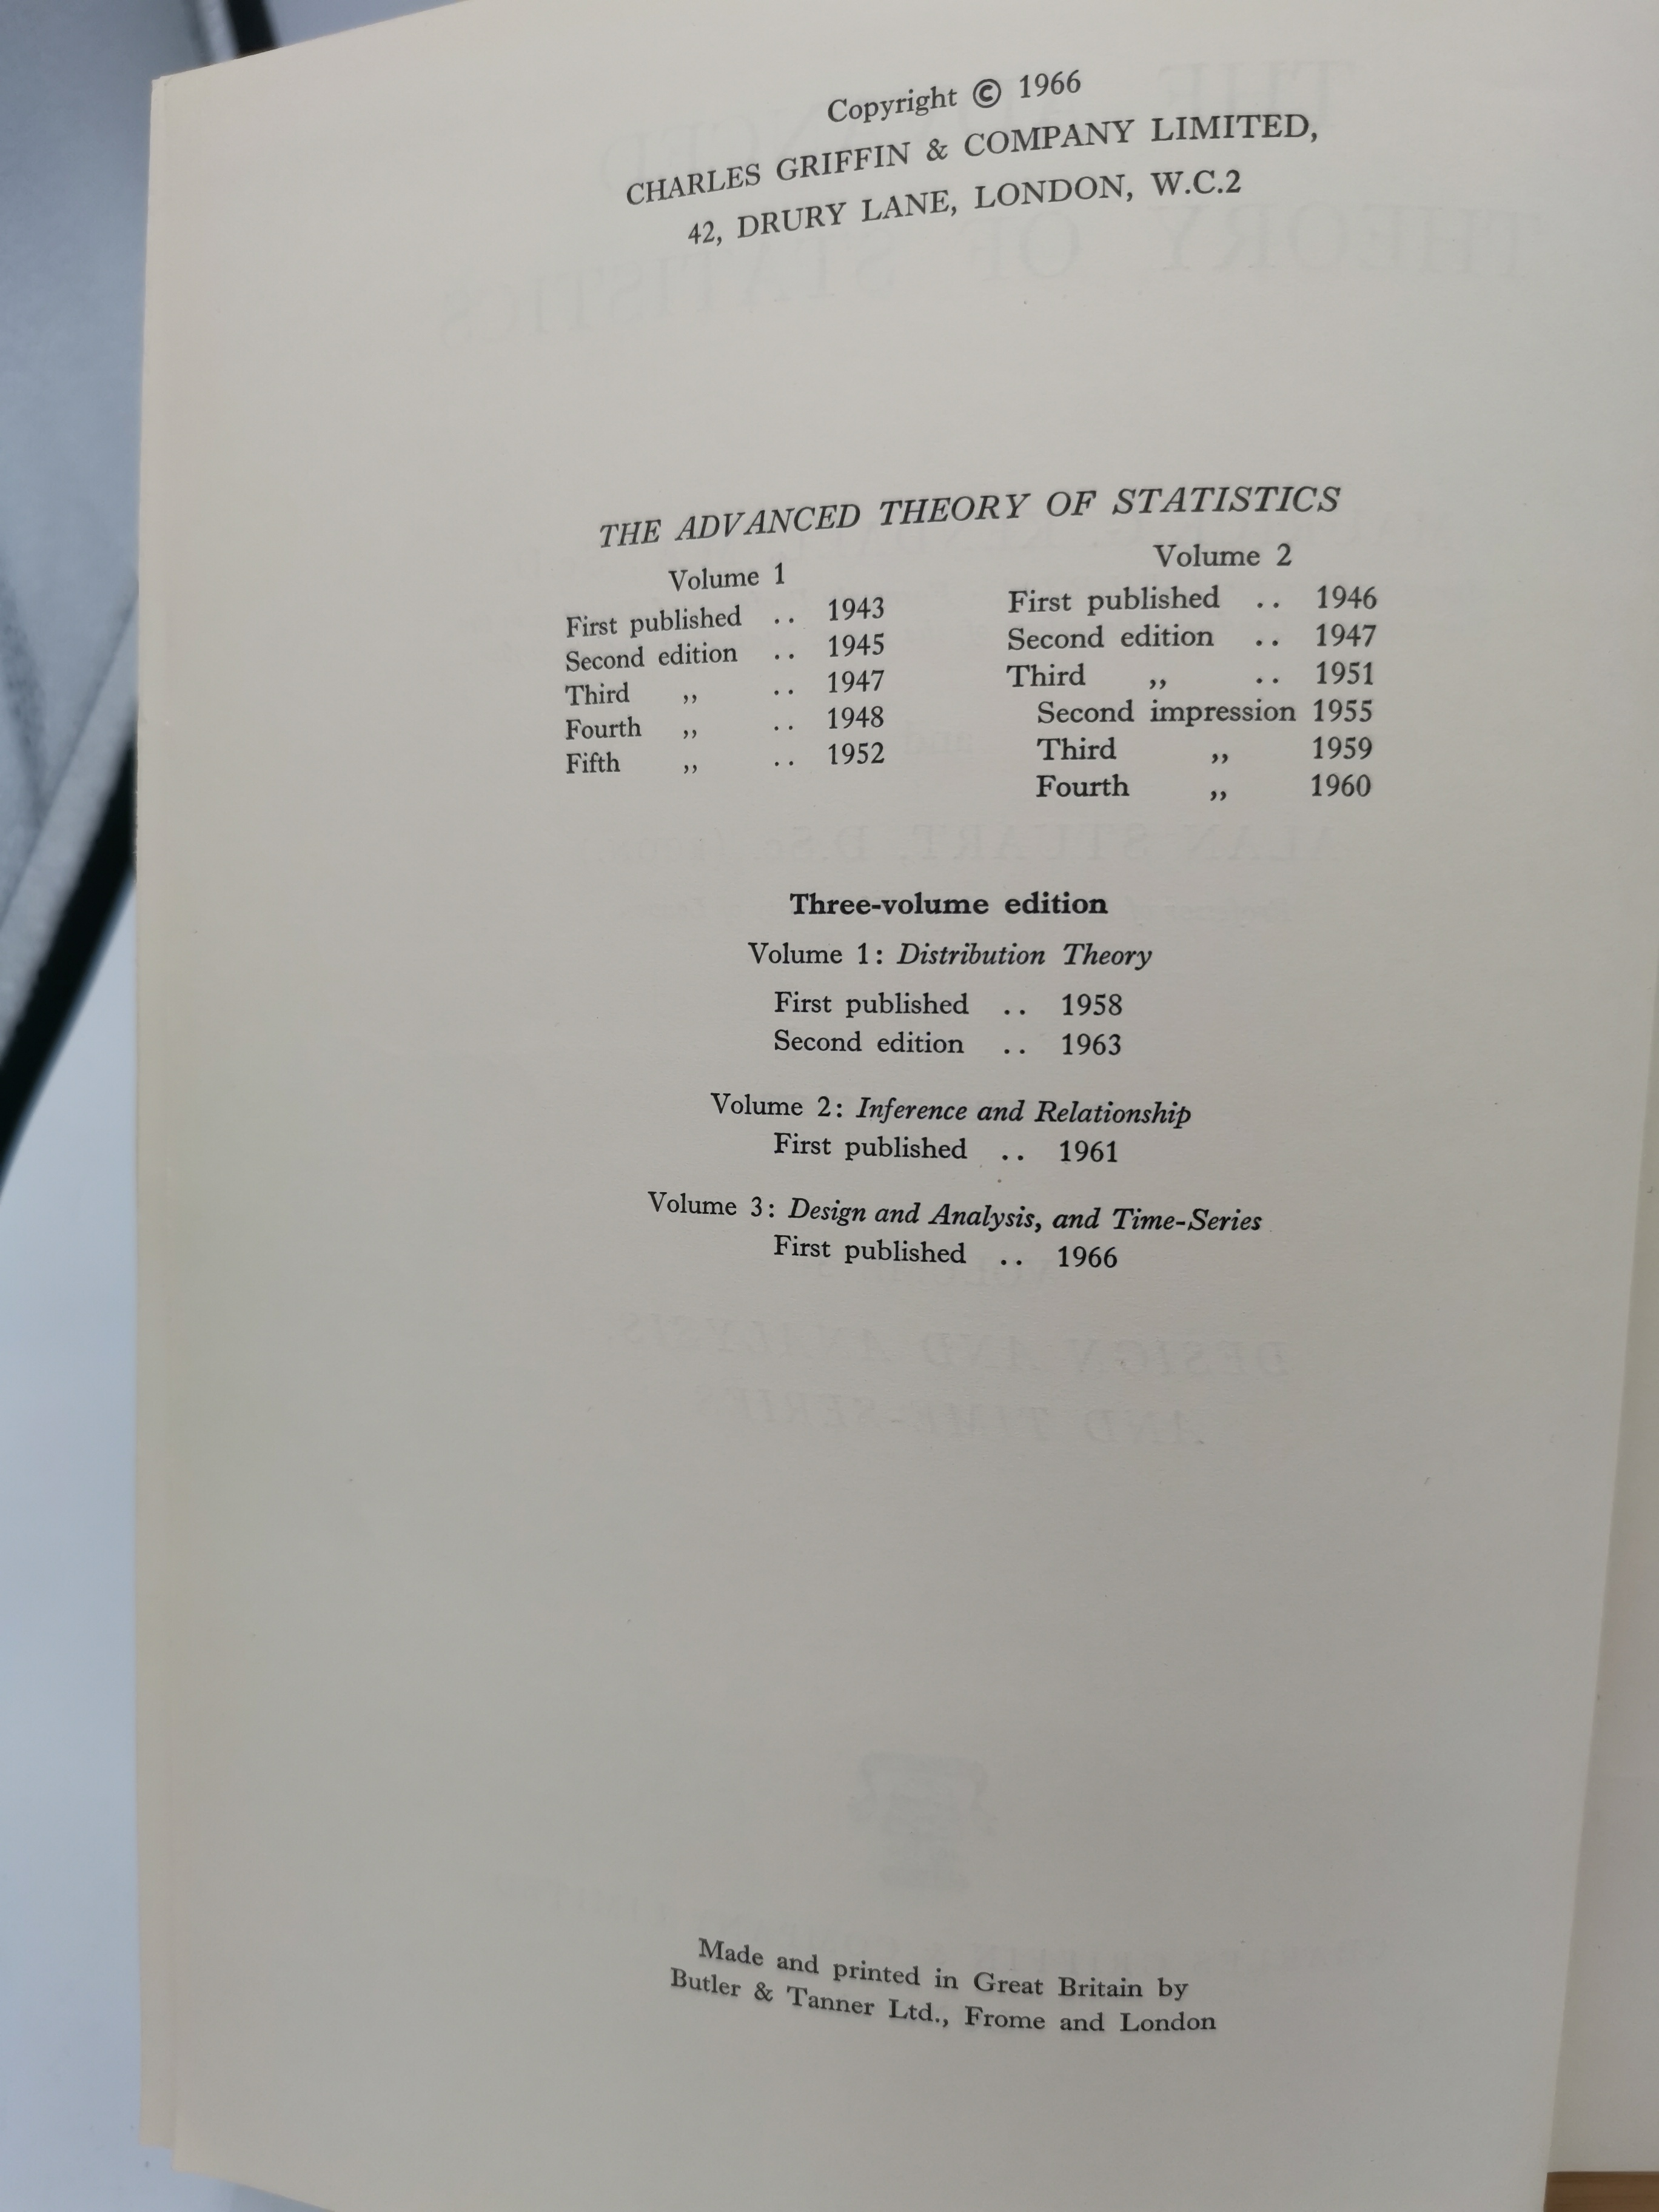 Copyright © 1966
CHARLES GRIFFIN & COMPANY LIMITED,
42, DRURY LANE, LONDON, W.C.2
THE ADVANCED THEORY OF STATISTICS
Volume 1
First published .. 1943
Second edition .. 1945
Third ,, .. 1947
Fourth ,, .. 1948
Fifth ,, .. 1952
Volume 2
First published .. 1946
Second edition .. 1947
Third ,, .. 1951
Second impression 1955
Third ,, 1959
Fourth ,, 1960
Three-volume edition
Volume 1: Distribution Theory
First published .. 1958
Second edition .. 1963
Volume 2: Inference and Relationship
First published .. 1961
Volume 3: Design and Analysis, and Time-Series
First published .. 1966
Made and printed in Great Britain by
Butler & Tanner Ltd., Frome and London